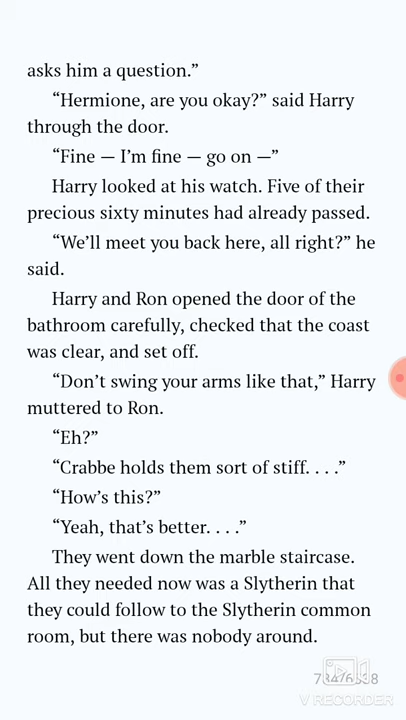 asks him a question.”
“Hermione, are you okay?” said Harry
through the door.
“Fine — I’m fine — go on —”
Harry looked at his watch. Five of their
precious sixty minutes had already passed.
“We’ll meet you back here, all right?” he
said.
Harry and Ron opened the door of the
bathroom carefully, checked that the coast
was clear, and set off.
“Don’t swing your arms like that,” Harry
muttered to Ron.
“Eh?”
“Crabbe holds them sort of stiff. . . .”
“How’s this?”
“Yeah, that’s better. . . .”
They went down the marble staircase.
All they needed now was a Slytherin that
they could follow to the Slytherin common
room, but there was nobody around.
V RECORDER